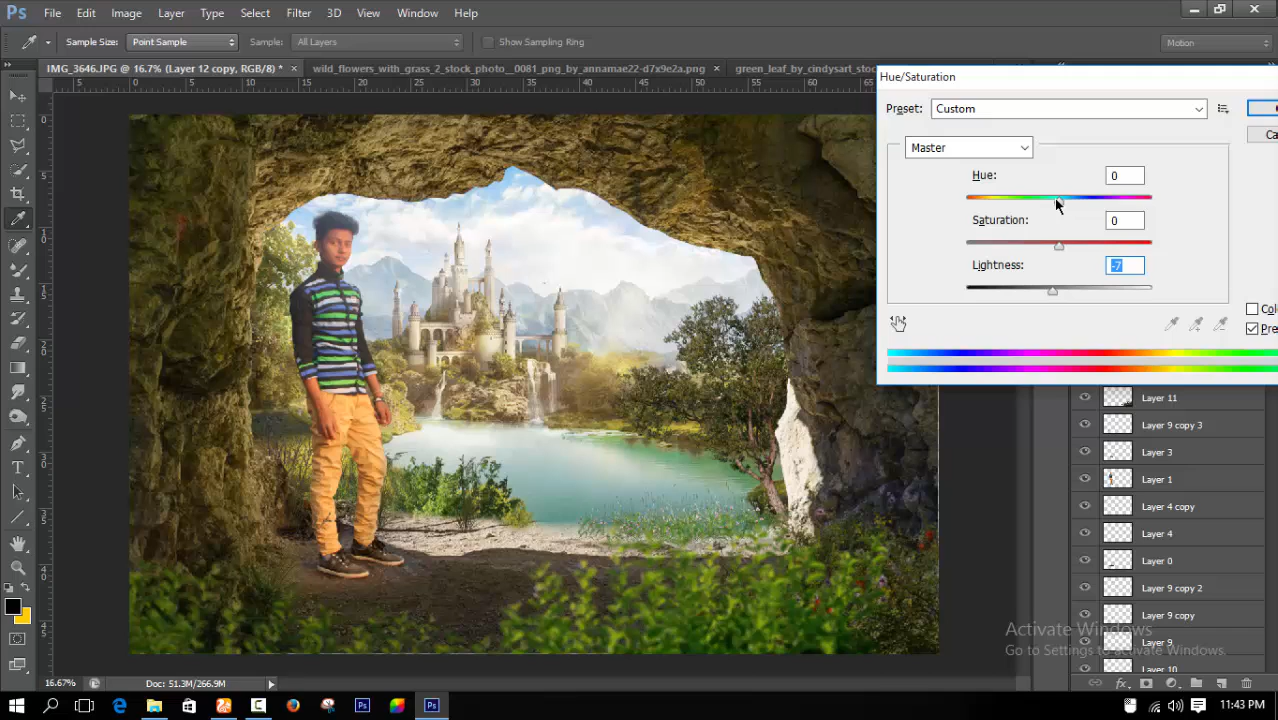 Ps File Edit Image Layer Type Select Filter 3D View Window Help
Sample Size: Point Sample Sample: All Layers Show Sampling Ring Motion
IMG_3646.JPG @ 16.7% (Layer 12 copy, RGB/8) * × wild_flowers_with_grass_2_stock_photo__0081_png_by_annamae22-d7x9e2a.png × green_leaf_by_cindysart_stoc
Hue/Saturation
Preset: Custom
Ca
Master
Hue: 0
Saturation: 0
Lightness: -7
Colo
Pre
Layer 11
Layer 9 copy 3
Layer 3
Layer 1
Layer 4 copy
Layer 4
Layer 0
Layer 9 copy 2
Layer 9 copy
Layer 9
Layer 10
Activate Windows
Go to Settings to activate Windows.
16.67% Doc: 51.3M/266.9M
11:43 PM